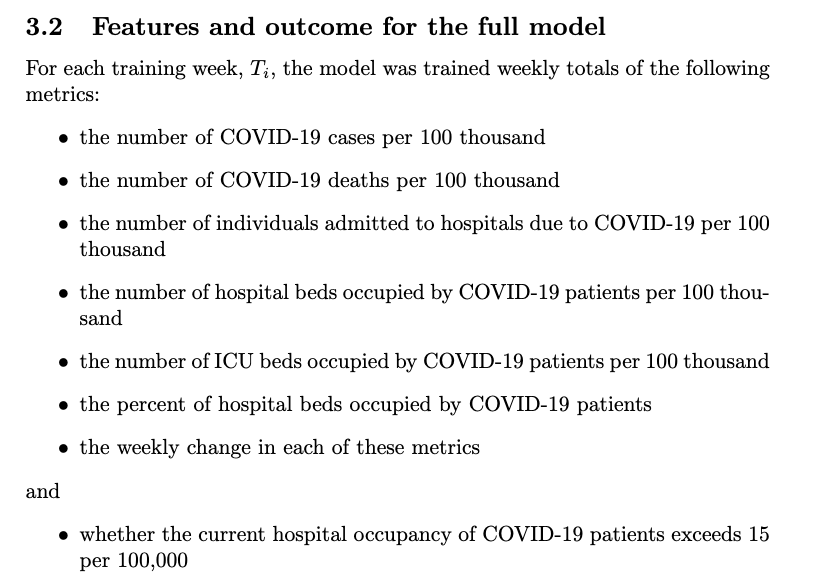 3.2 Features and outcome for the full model
For each training week, Tᵢ, the model was trained weekly totals of the following
metrics:
• the number of COVID-19 cases per 100 thousand
• the number of COVID-19 deaths per 100 thousand
• the number of individuals admitted to hospitals due to COVID-19 per 100
thousand
• the number of hospital beds occupied by COVID-19 patients per 100 thou-
sand
• the number of ICU beds occupied by COVID-19 patients per 100 thousand
• the percent of hospital beds occupied by COVID-19 patients
• the weekly change in each of these metrics
and
• whether the current hospital occupancy of COVID-19 patients exceeds 15
per 100,000